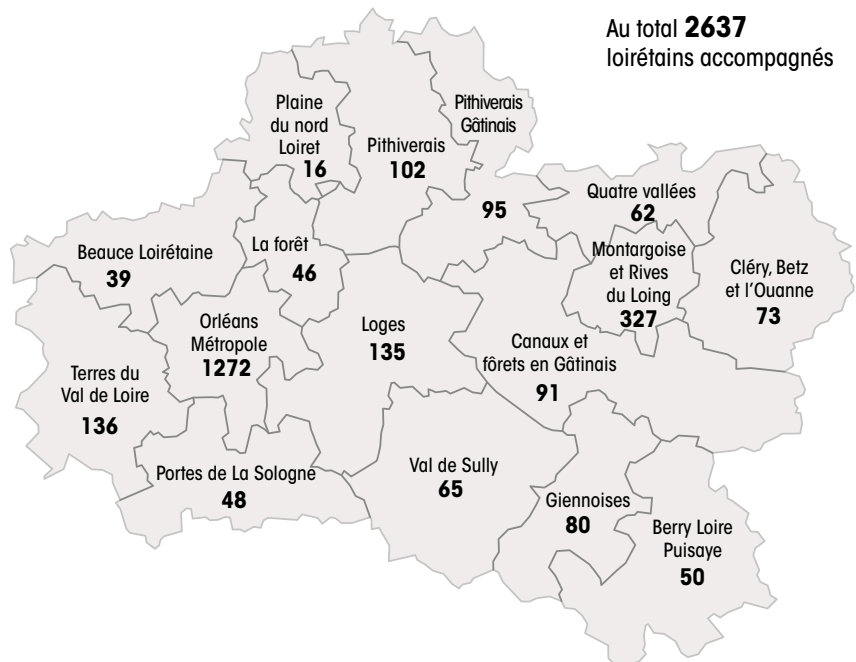 Au total 2637
loirétains accompagnés
Plaine
du nord
Loiret
16
Pithiverais
102
Pithiverais
Gâtinais
95
Quatre vallées
62
Beauce Loirétaine
39
La forêt
46
Montargoise
et Rives
du Loing
327
Cléry, Betz
et l’Ouanne
73
Orléans
Métropole
1272
Loges
135
Canaux et
fôrets en Gâtinais
91
Terres du
Val de Loire
136
Portes de La Sologne
48
Val de Sully
65
Giennoises
80
Berry Loire
Puisaye
50